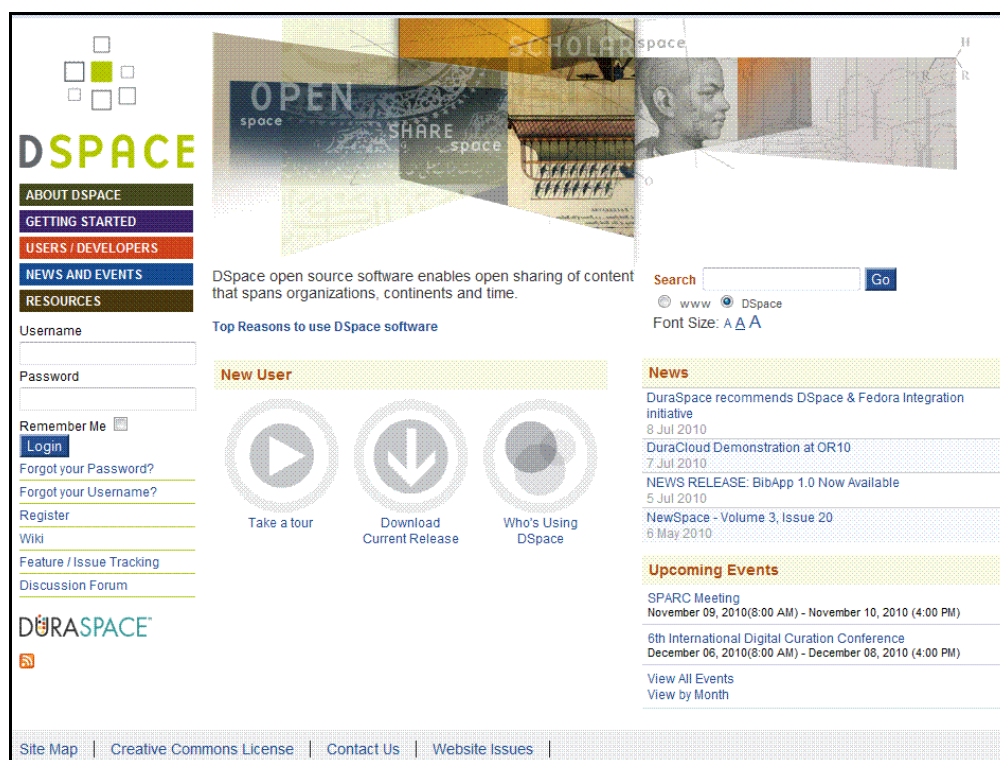 DSPACE
ABOUT DSPACE
GETTING STARTED
USERS / DEVELOPERS
NEWS AND EVENTS
RESOURCES
Username
Password
Remember Me
Login
Forgot your Password?
Forgot your Username?
Register
Wiki
Feature / Issue Tracking
Discussion Forum
DURASPACE
OPEN
space
SHARE
space
SCHOLAR
space
DSpace open source software enables open sharing of content
that spans organizations, continents and time.
Top Reasons to use DSpace software
New User
Take a tour
Download
Current Release
Who's Using
DSpace
Search
Go
www
DSpace
Font Size: A A A
News
DuraSpace recommends DSpace & Fedora Integration
initiative
8 Jul 2010
DuraCloud Demonstration at OR10
7 Jul 2010
NEWS RELEASE: BibApp 1.0 Now Available
5 Jul 2010
NewSpace - Volume 3, Issue 20
6 May 2010
Upcoming Events
SPARC Meeting
November 09, 2010(8:00 AM) - November 10, 2010 (4:00 PM)
6th International Digital Curation Conference
December 06, 2010(8:00 AM) - December 08, 2010 (4:00 PM)
View All Events
View by Month
Site Map | Creative Commons License | Contact Us | Website Issues |